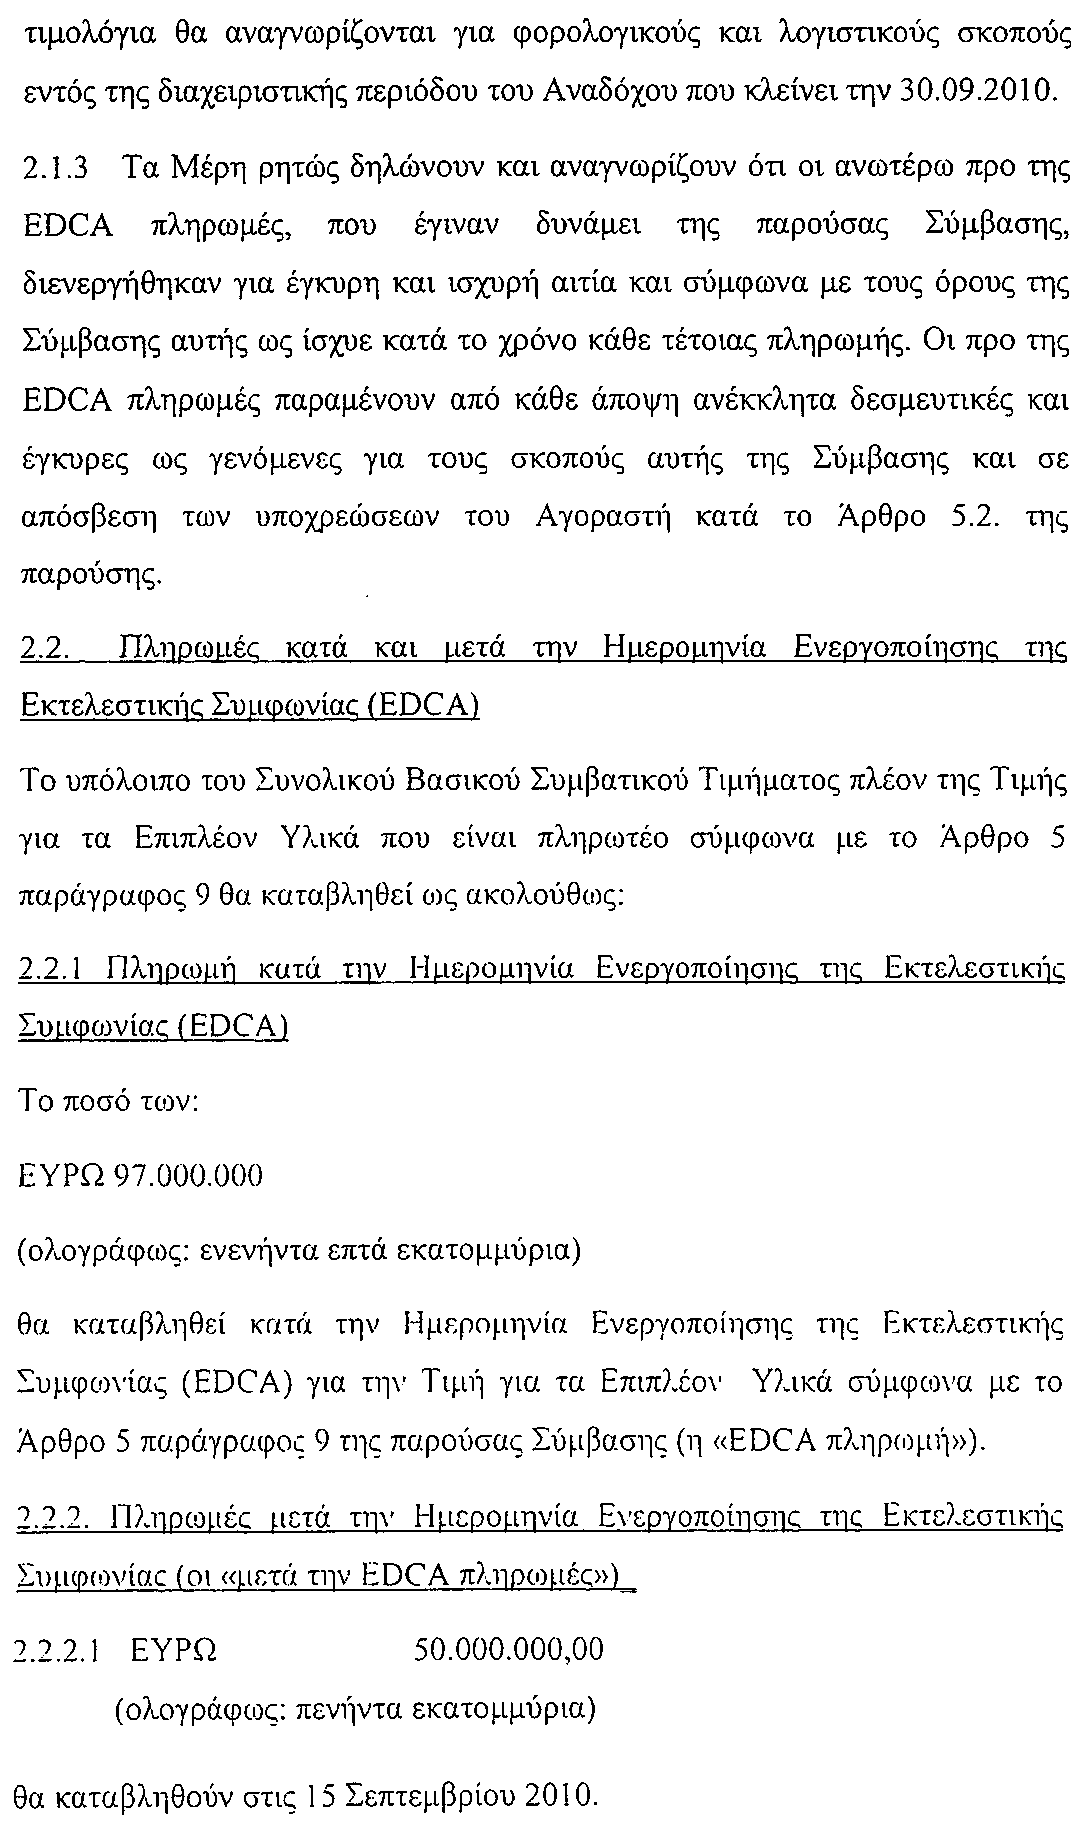 τιμολόγια θα αναγνωρίζονται για φορολογικούς και λογιστικούς σκοπούς
εντός της διαχειριστικής περιόδου του Αναδόχου που κλείνει την 30.09.2010.
2.1.3 Τα Μέρη ρητώς δηλώνουν και αναγνωρίζουν ότι οι ανωτέρω προ της
EDCA πληρωμές, που έγιναν δυνάμει της παρούσας Σύμβασης,
διενεργήθηκαν για έγκυρη και ισχυρή αιτία και σύμφωνα με τους όρους της
Σύμβασης αυτής ως ίσχυε κατά το χρόνο κάθε τέτοιας πληρωμής. Οι προ της
EDCA πληρωμές παραμένουν από κάθε άποψη ανέκκλητα δεσμευτικές και
έγκυρες ως γενόμενες για τους σκοπούς αυτής της Σύμβασης και σε
απόσβεση των υποχρεώσεων του Αγοραστή κατά το Άρθρο 5.2. της
παρούσης.
2.2. Πληρωμές κατά και μετά την Ημερομηνία Ενεργοποίησης της
Εκτελεστικής Συμφωνίας (EDCA)
Το υπόλοιπο του Συνολικού Βασικού Συμβατικού Τιμήματος πλέον της Τιμής
για τα Επιπλέον Υλικά που είναι πληρωτέο σύμφωνα με το Άρθρο 5
παράγραφος 9 θα καταβληθεί ως ακολούθως:
2.2.1 Πληρωμή κατά την Ημερομηνία Ενεργοποίησης της Εκτελεστικής
Συμφωνίας (EDCA)
Το ποσό των:
ΕΥΡΩ 97.000.000
(ολογράφως: ενενήντα επτά εκατομμύρια)
θα καταβληθεί κατά την Ημερομηνία Ενεργοποίησης της Εκτελεστικής
Συμφωνίας (EDCA) για την Τιμή για τα Επιπλέον Υλικά σύμφωνα με το
Άρθρο 5 παράγραφος 9 της παρούσας Σύμβασης (η «EDCA πληρωμή»).
2.2.2. Πληρωμές μετά την Ημερομηνία Ενεργοποίησης της Εκτελεστικής
Συμφωνίας (οι «μετά την EDCA πληρωμές»)
2.2.2.1 ΕΥΡΩ 50.000.000,00
(ολογράφως: πενήντα εκατομμύρια)
θα καταβληθούν στις 15 Σεπτεμβρίου 2010.